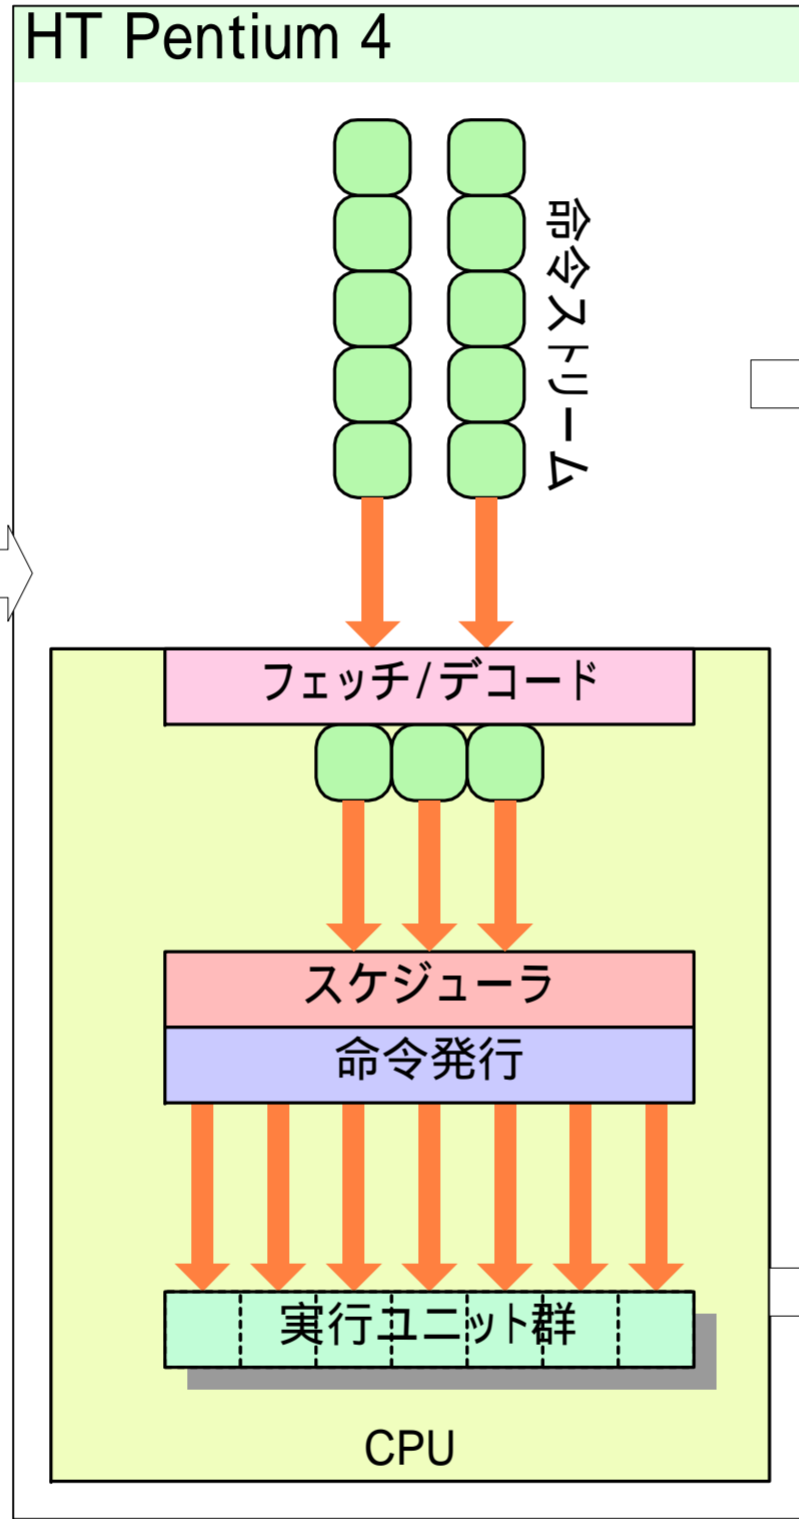 HT Pentium 4
命令ストリーム
フェッチ/デコード
スケジューラ
命令発行
実行ユニット群
CPU